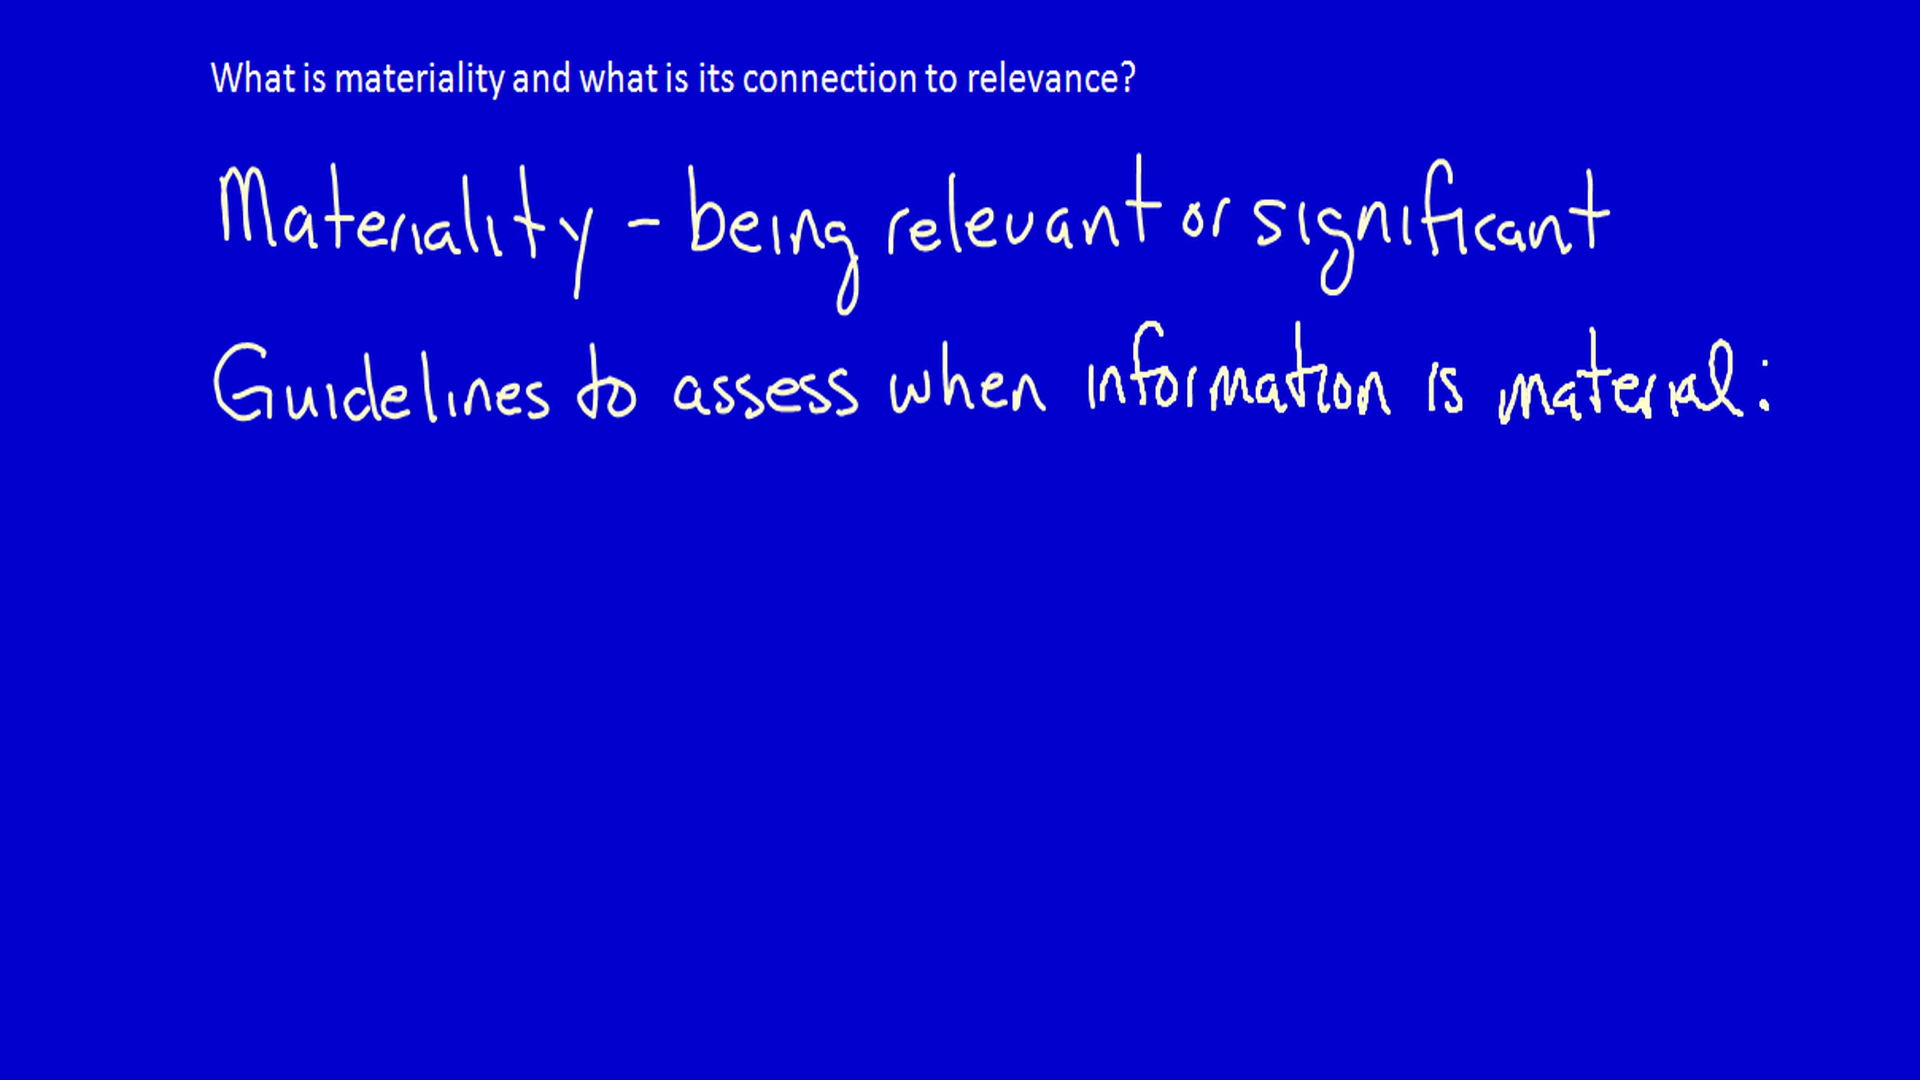 What is materiality and what is its connection to relevance?
Materiality - being relevant or significant
Guidelines to assess when information is material: